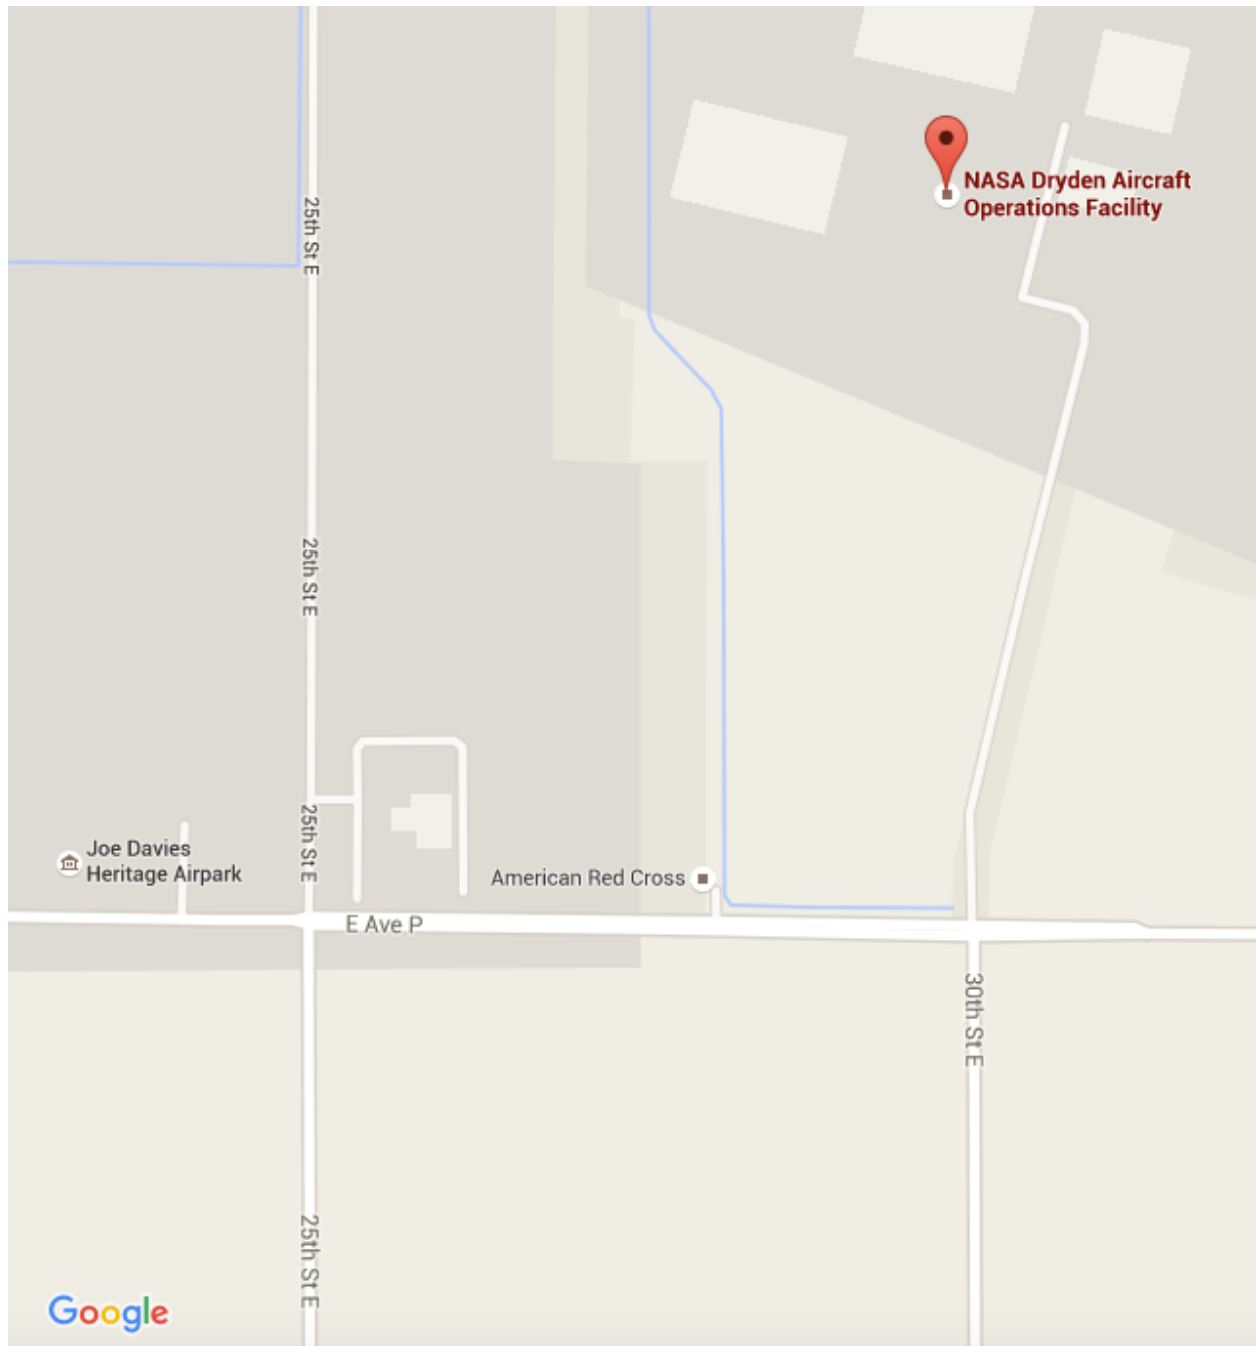 NASA Dryden Aircraft
Operations Facility
25th St E
25th St E
25th St E
Joe Davies
Heritage Airpark
American Red Cross
E Ave P
30th St E
25th St E
Google